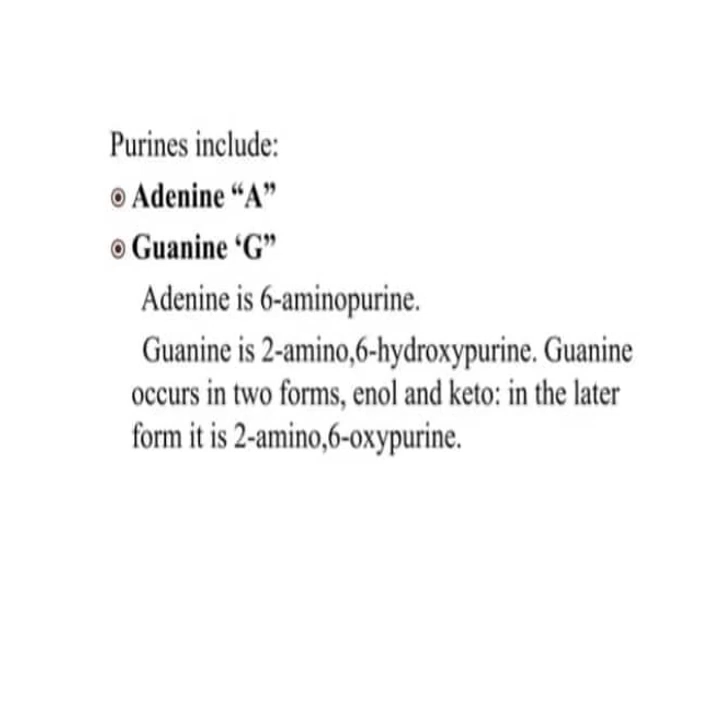 Purines include:
◉ Adenine “A”
◉ Guanine ‘G”
Adenine is 6-aminopurine.
Guanine is 2-amino,6-hydroxypurine. Guanine
occurs in two forms, enol and keto: in the later
form it is 2-amino,6-oxypurine.